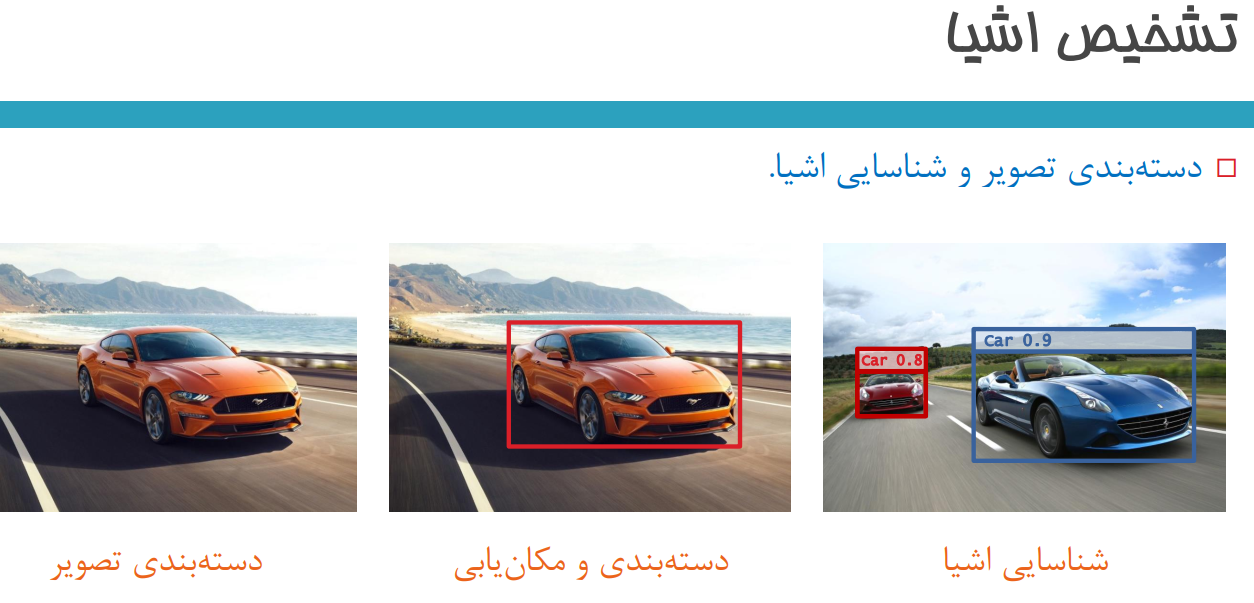 تشخیص اشیا
دسته‌بندی تصویر و شناسایی اشیا.
Car 0.9
Car 0.8
شناسایی اشیا
دسته‌بندی و مکان‌یابی
دسته‌بندی تصویر